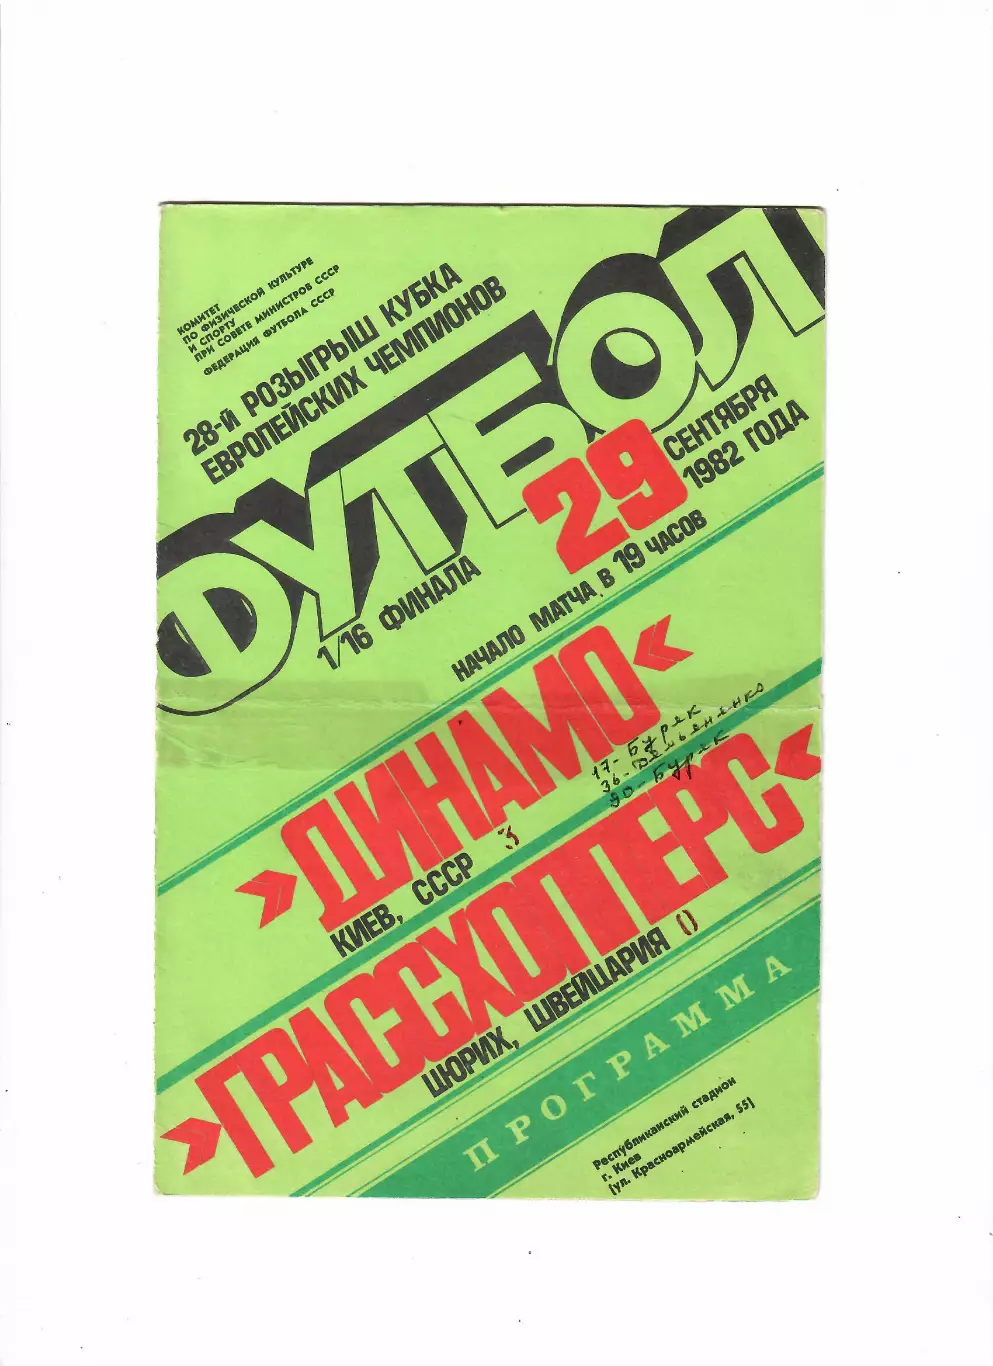 КОМИТЕТ
ПО ФИЗИЧЕСКОЙ КУЛЬТУРЕ
И СПОРТУ
ПРИ СОВЕТЕ МИНИСТРОВ СССР
ФЕДЕРАЦИЯ ФУТБОЛА СССР
28-й РОЗЫГРЫШ КУБКА
ЕВРОПЕЙСКИХ ЧЕМПИОНОВ
ФУТБОЛ
1/16 ФИНАЛА
29
СЕНТЯБРЯ
1982 ГОДА
НАЧАЛО МАТЧА В 19 ЧАСОВ
»ДИНАМО«
КИЕВ, СССР 3
17- Буряк
36-
90- Буряк
»ГРАССХОПЕРС«
ЦЮРИХ, ШВЕЙЦАРИЯ 0
ПРОГРАММА
Республиканский стадион
г. Киев
(ул. Красноармейская, 55)